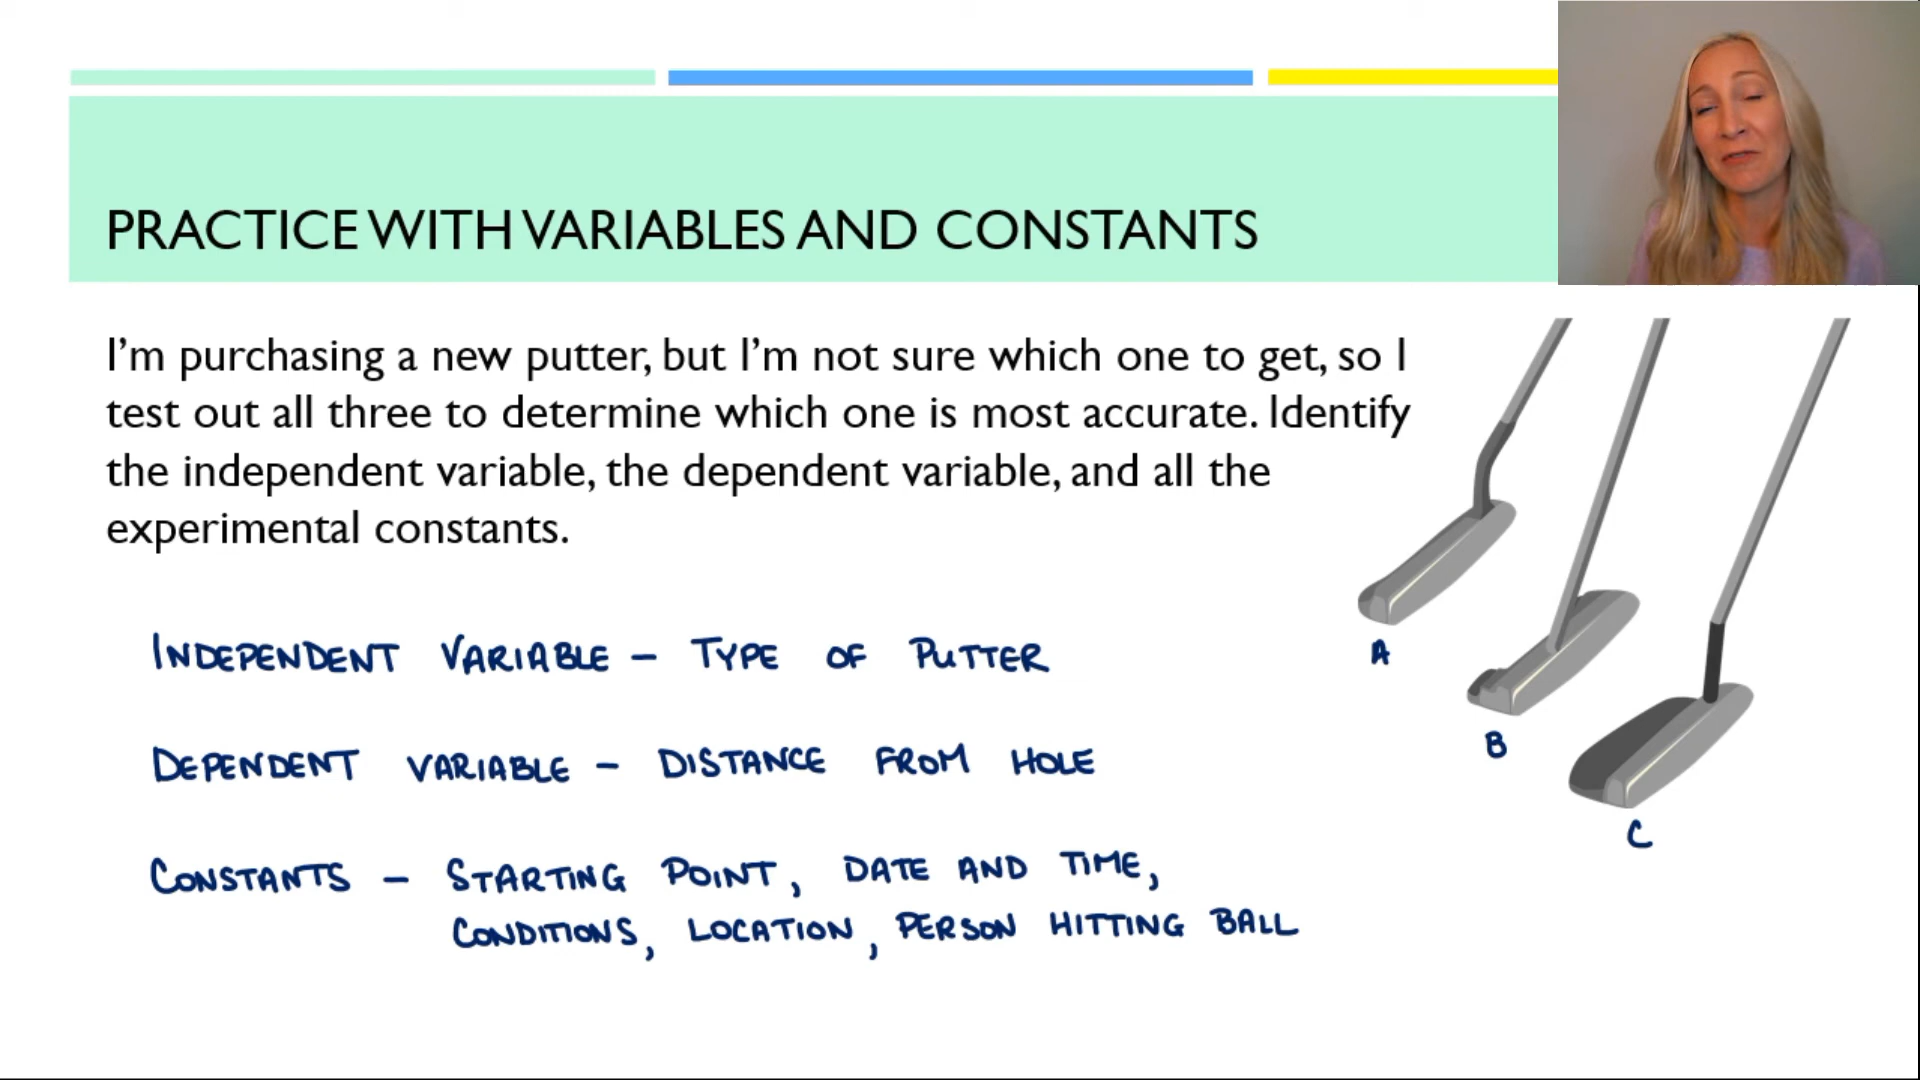 PRACTICE WITH VARIABLES AND CONSTANTS
I'm purchasing a new putter, but I'm not sure which one to get, so I
test out all three to determine which one is most accurate. Identify
the independent variable, the dependent variable, and all the
experimental constants.
INDEPENDENT VARIABLE – TYPE OF PUTTER
DEPENDENT VARIABLE – DISTANCE FROM HOLE
CONSTANTS – STARTING POINT, DATE AND TIME,
CONDITIONS, LOCATION, PERSON HITTING BALL
A
B
C